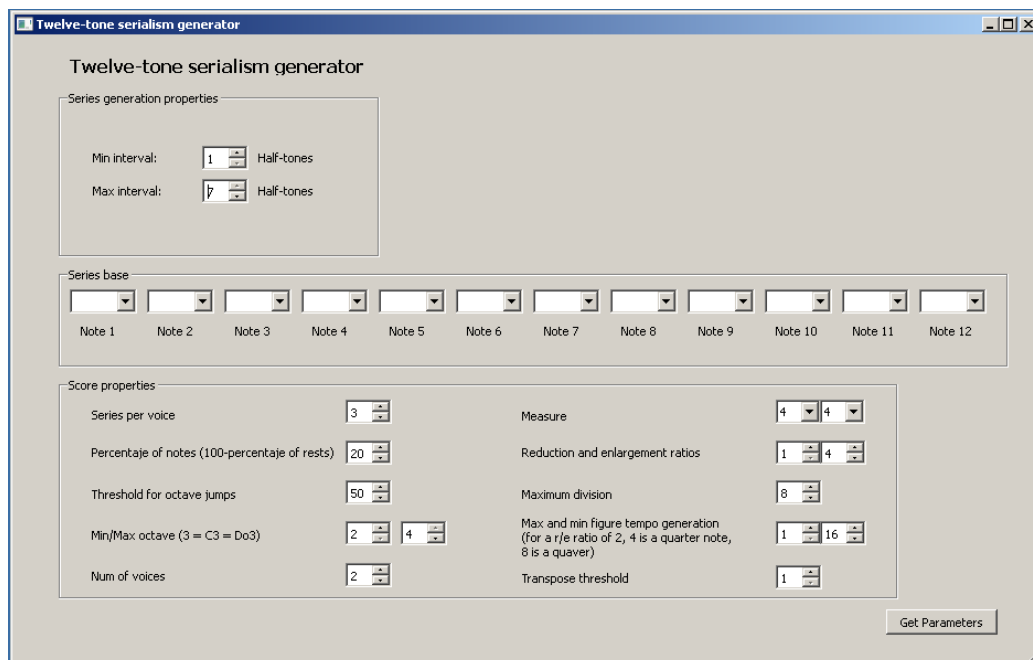 Twelve-tone serialism generator
Twelve-tone serialism generator
Series generation properties
Min interval: 1 Half-tones
Max interval: 7 Half-tones
Series base
Note 1 Note 2 Note 3 Note 4 Note 5 Note 6 Note 7 Note 8 Note 9 Note 10 Note 11 Note 12
Score properties
Series per voice 3 Measure 4 4
Percentaje of notes (100-percentaje of rests) 20 Reduction and enlargement ratios 1 4
Threshold for octave jumps 50 Maximum division 8
Min/Max octave (3 = C3 = Do3) 2 4
Max and min figure tempo generation
(for a r/e ratio of 2, 4 is a quarter note, 1 16
8 is a quaver)
Num of voices 2 Transpose threshold 1
Get Parameters